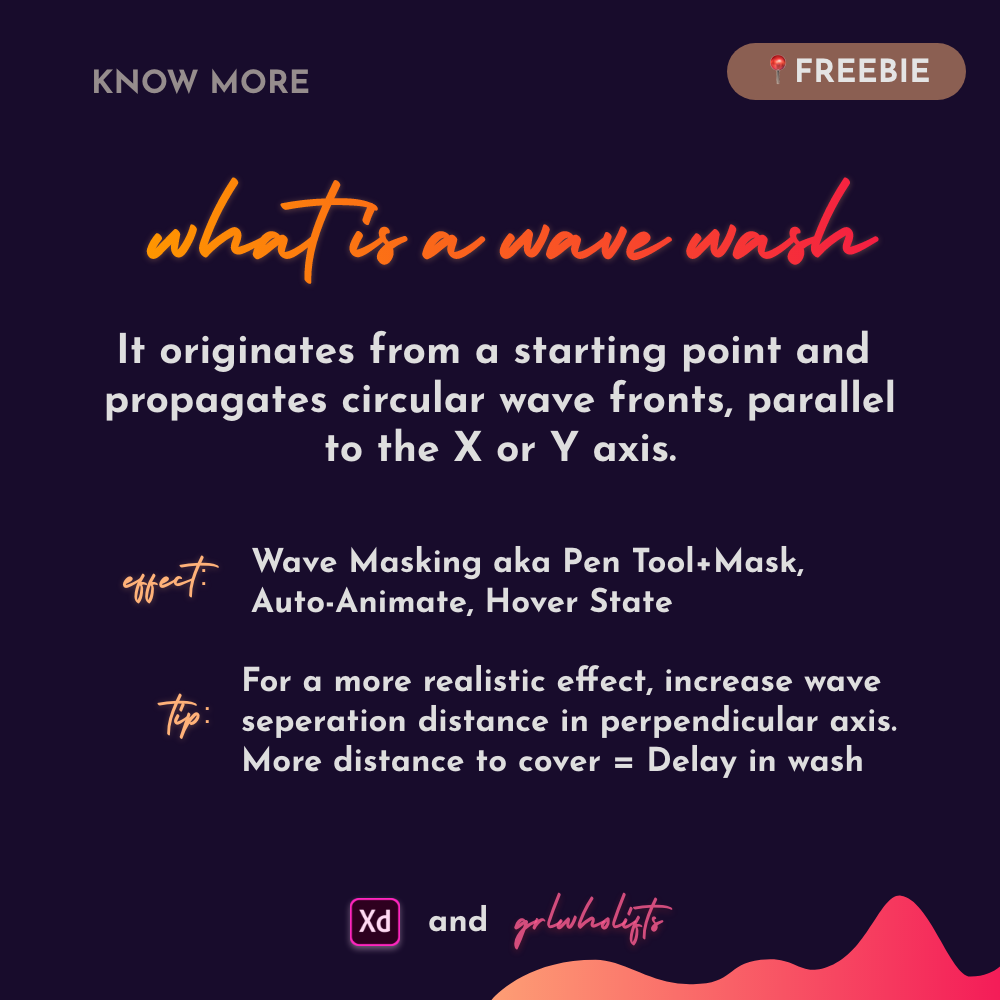 KNOW MORE
📍FREEBIE
what is a wave wash
It originates from a starting point and
propagates circular wave fronts, parallel
to the X or Y axis.
effect:
Wave Masking aka Pen Tool+Mask,
Auto-Animate, Hover State
Tip:
For a more realistic effect, increase wave
seperation distance in perpendicular axis.
More distance to cover = Delay in wash
Xd and grlwholifts